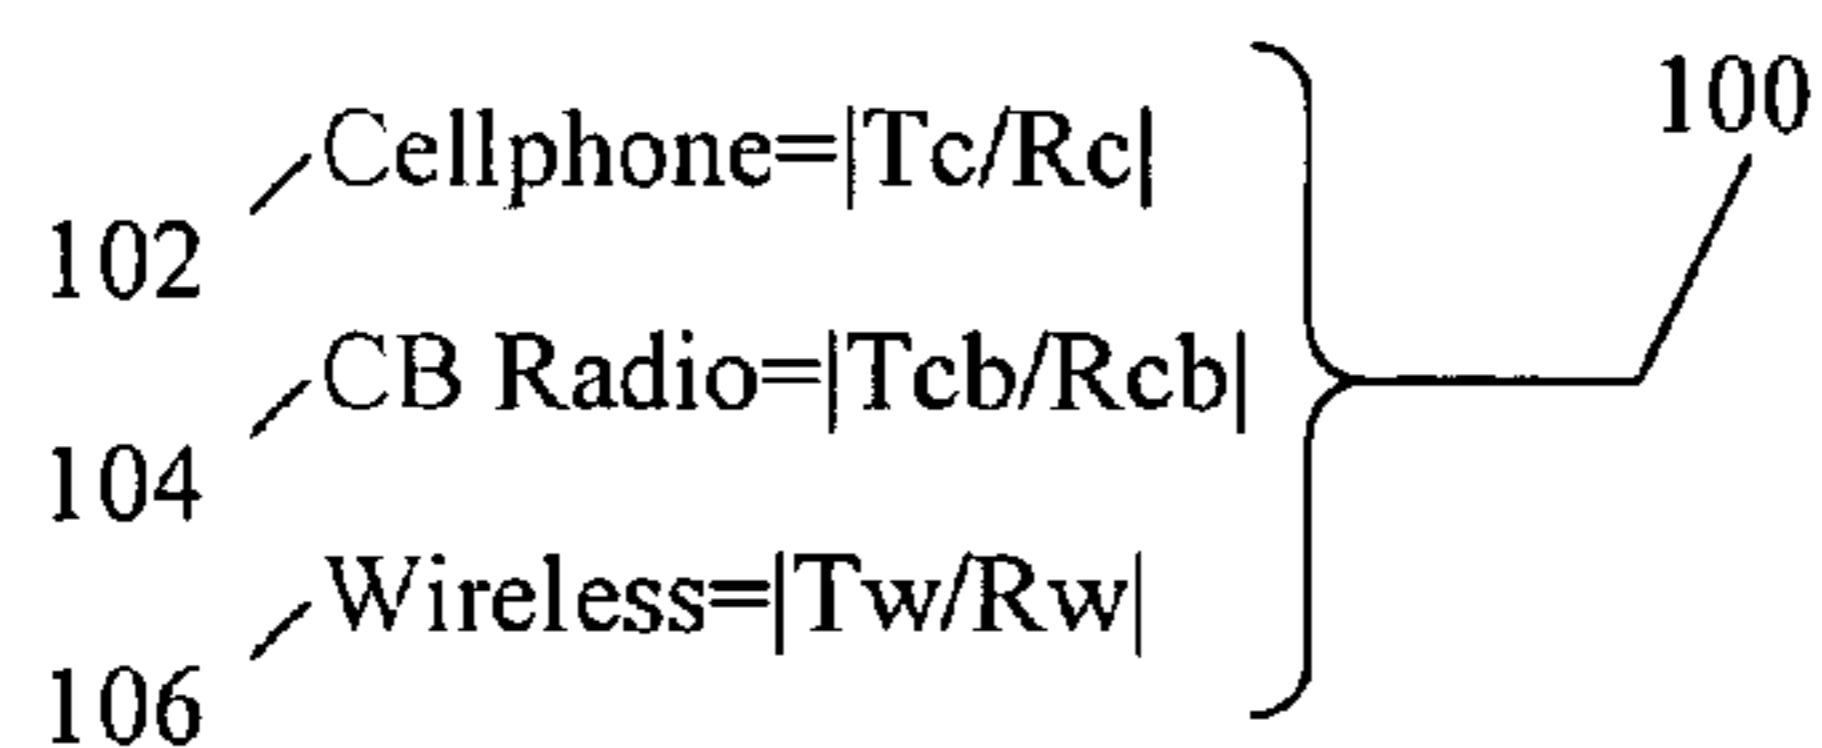 100
Cellphone=|Tc/Rc|
102
CB Radio=|Tcb/Rcb|
104
Wireless=|Tw/Rw|
106